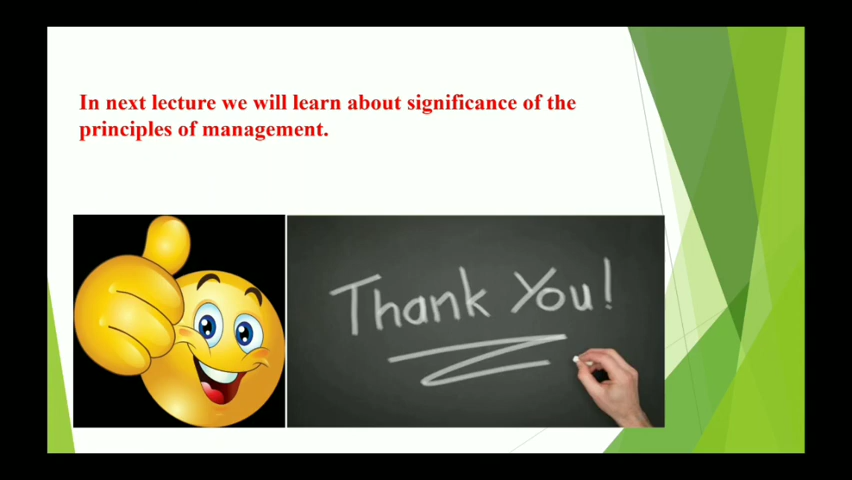 In next lecture we will learn about significance of the
principles of management.
Thank You!